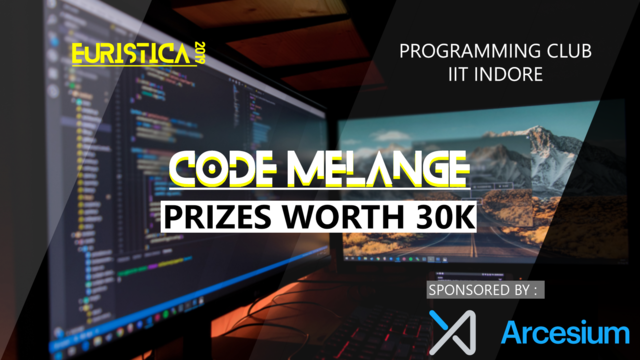 EURISTICA 2019
PROGRAMMING CLUB
IIT INDORE
CODE MELANGE
PRIZES WORTH 30K
SPONSORED BY :
Arcesium